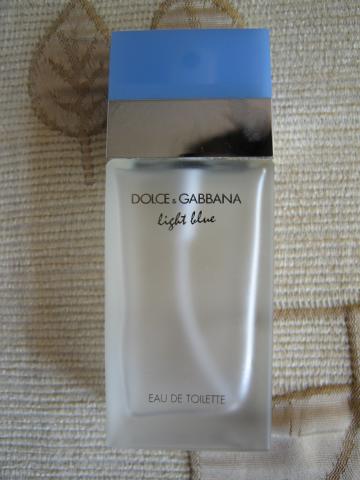 DOLCE & GABBANA
light blue
EAU DE TOILETTE